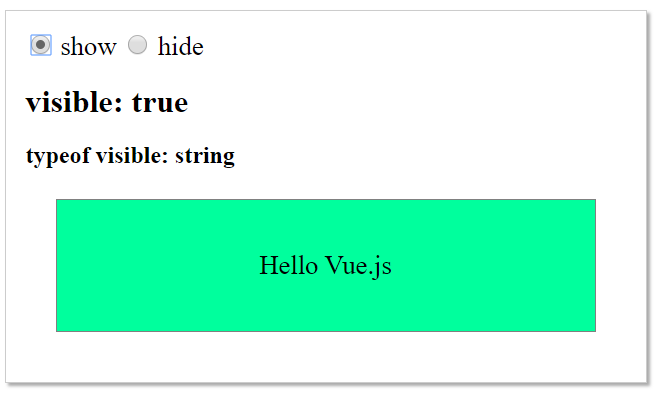 show hide
visible: true
typeof visible: string
Hello Vue.js